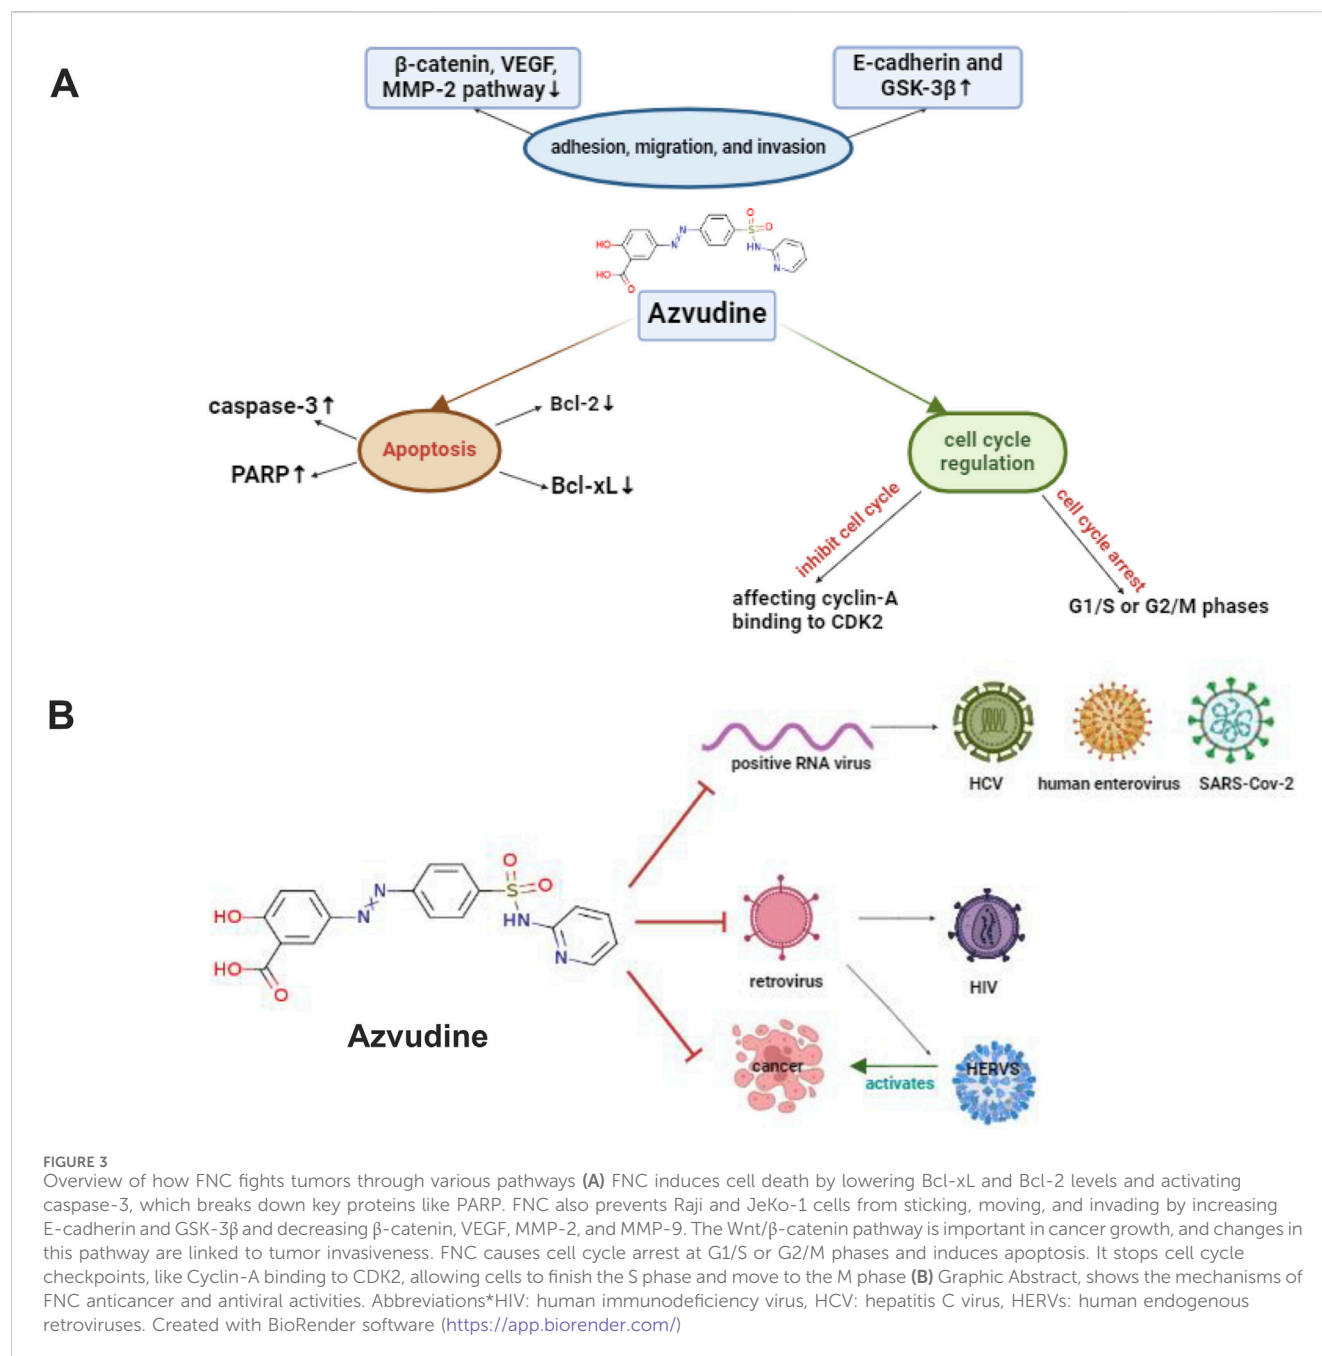 A
β-catenin, VEGF,
MMP-2 pathway↓
E-cadherin and
GSK-3β↑
adhesion, migration, and invasion
O
O
S
N
N
HN
N
HO
HO
O
Azvudine
caspase-3↑
PARP↑
Apoptosis
Bcl-2↓
Bcl-xL↓
cell cycle
regulation
inhibit cell cycle
cell cycle arrest
affecting cyclin-A
binding to CDK2
G1/S or G2/M phases
B
positive RNA virus
HCV
human enterovirus
SARS-Cov-2
O
O
S
N
N
HN
N
HO
HO
O
Azvudine
retrovirus
HIV
cancer
activates
HERVS
FIGURE 3
Overview of how FNC fights tumors through various pathways (A) FNC induces cell death by lowering Bcl-xL and Bcl-2 levels and activating
caspase-3, which breaks down key proteins like PARP. FNC also prevents Raji and JeKo-1 cells from sticking, moving, and invading by increasing
E-cadherin and GSK-3β and decreasing β-catenin, VEGF, MMP-2, and MMP-9. The Wnt/β-catenin pathway is important in cancer growth, and changes in
this pathway are linked to tumor invasiveness. FNC causes cell cycle arrest at G1/S or G2/M phases and induces apoptosis. It stops cell cycle
checkpoints, like Cyclin-A binding to CDK2, allowing cells to finish the S phase and move to the M phase (B) Graphic Abstract, shows the mechanisms of
FNC anticancer and antiviral activities. Abbreviations*HIV: human immunodeficiency virus, HCV: hepatitis C virus, HERVs: human endogenous
retroviruses. Created with BioRender software (https://app.biorender.com/)